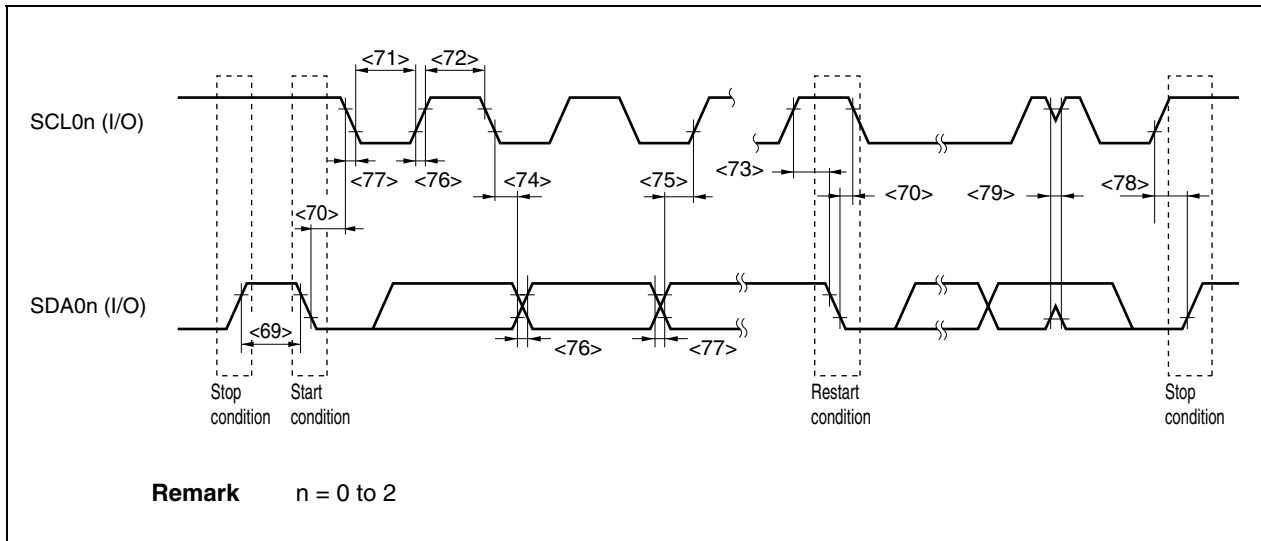 <71>
<72>
SCL0n (I/O)
<77>
<76>
<74>
<75>
<73>
<70>
<79>
<78>
<70>
SDA0n (I/O)
<69>
<76>
<77>
Stop
condition
Start
condition
Restart
condition
Stop
condition
Remark n = 0 to 2